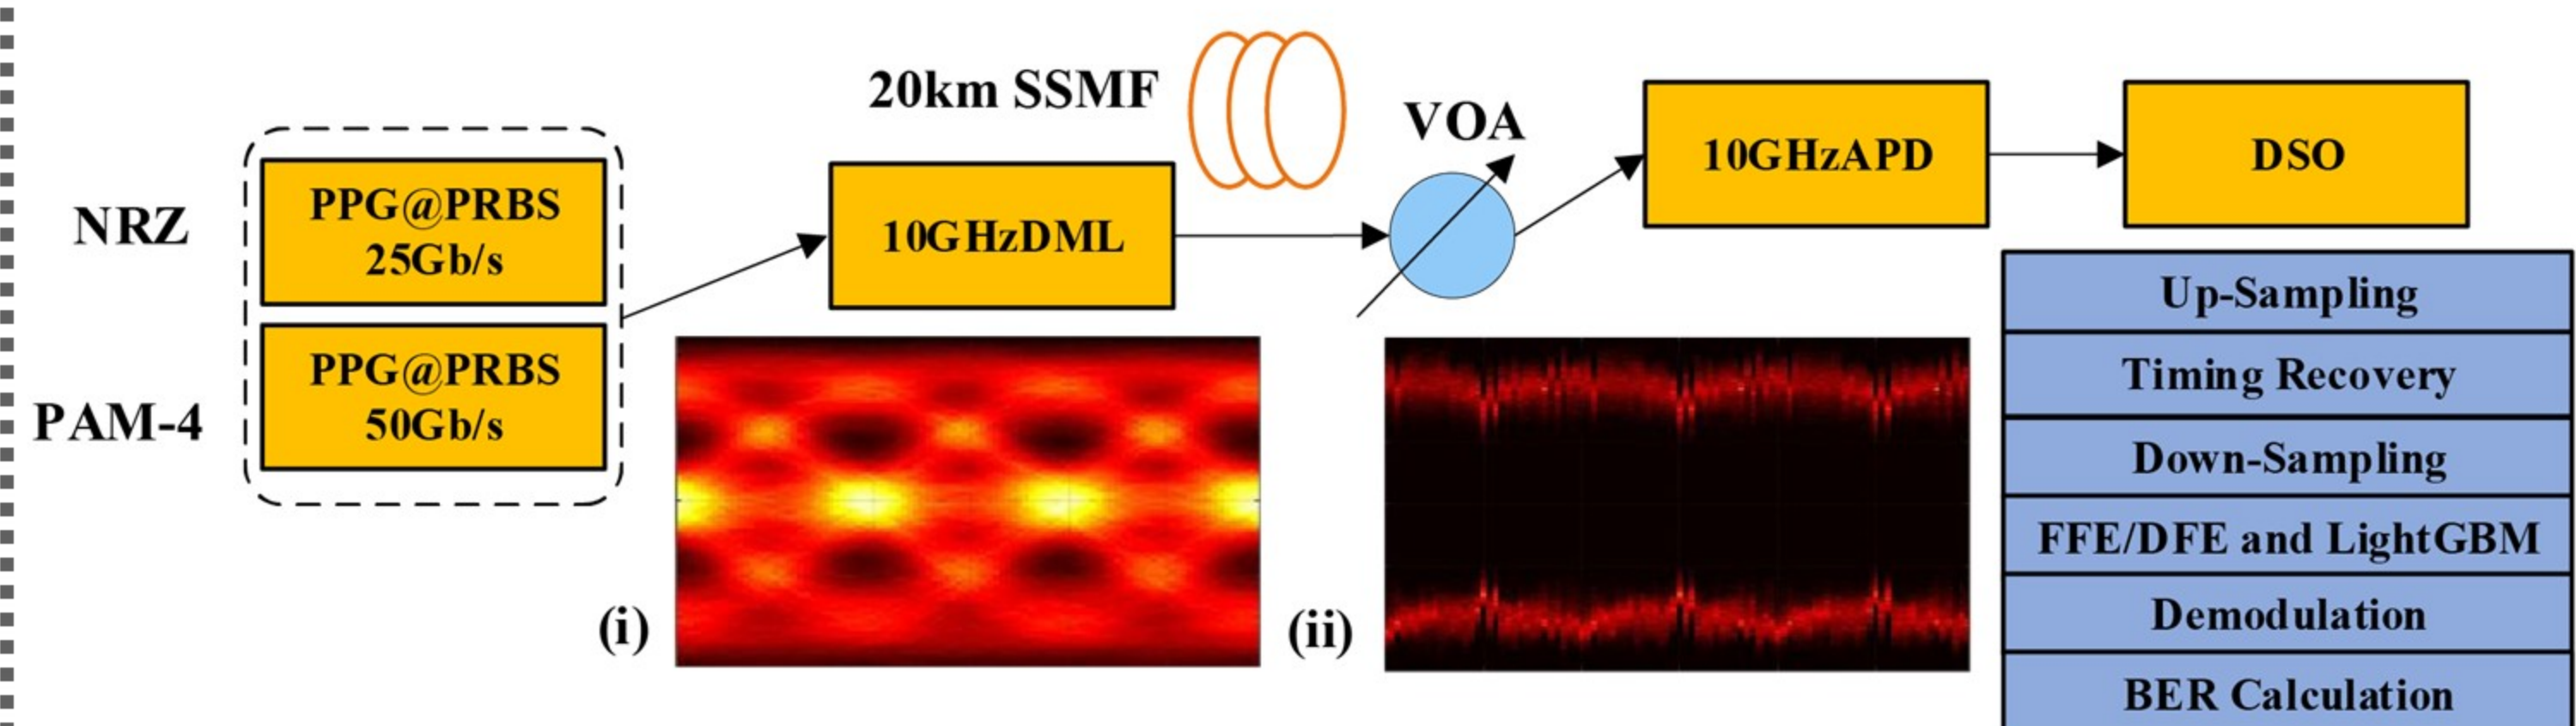 NRZ
PPG@PRBS
25Gb/s
PAM-4
PPG@PRBS
50Gb/s
20km SSMF
10GHzDML
VOA
10GHzAPD
DSO
(i)
(ii)
Up-Sampling
Timing Recovery
Down-Sampling
FFE/DFE and LightGBM
Demodulation
BER Calculation